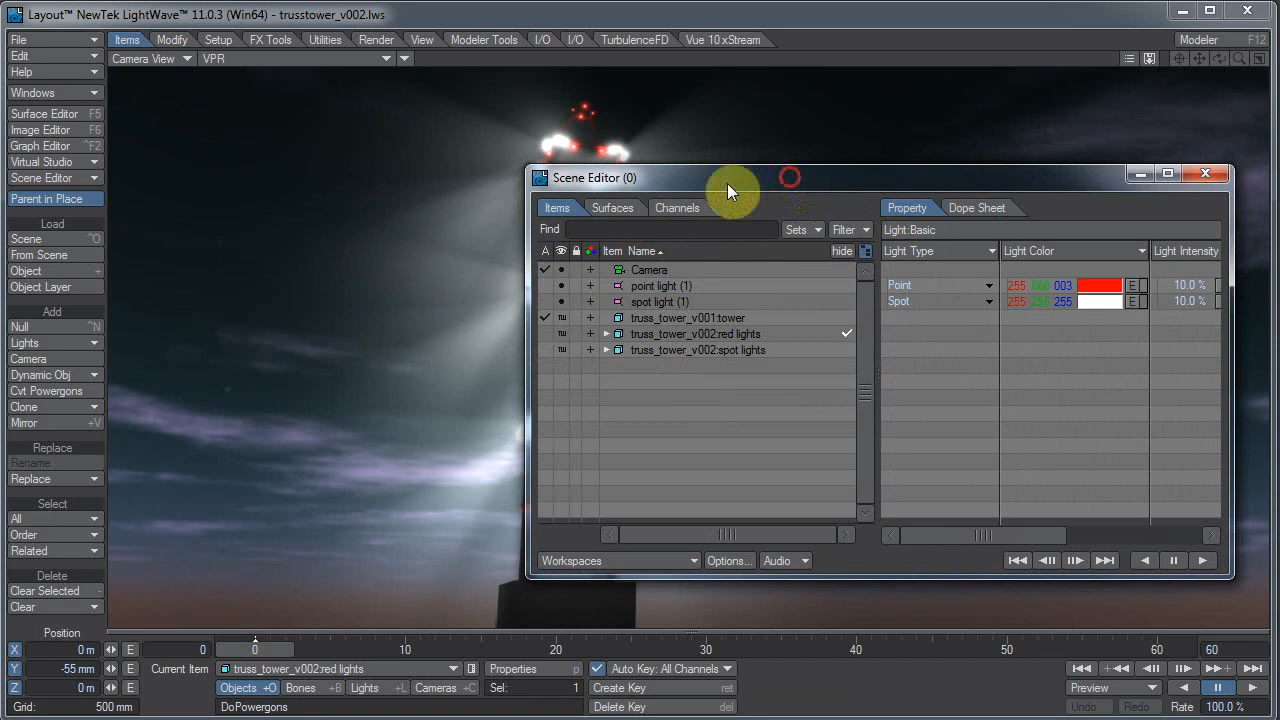 Layout™ NewTek LightWave™ 11.0.3 (Win64) - trusstower_v002.lws
File Items Modify Setup FX Tools Utilities Render View Modeler Tools I/O I/O TurbulenceFD Vue 10 xStream Modeler F12
Edit Camera View VPR
Help
Windows
Surface Editor F5
Image Editor F6
Graph Editor ^F2
Virtual Studio
Scene Editor
Parent in Place
Load
Scene ^O
From Scene
Object +
Object Layer
Add
Null ^N
Lights
Camera
Dynamic Obj
Cvt Powergons
Clone
Mirror +V
Replace
Rename
Replace
Select
All
Order
Related
Delete
Clear Selected -
Clear
Scene Editor (0)
Items Surfaces Channels Property Dope Sheet
Find Sets Filter Light:Basic
A Item Name hide Light Type Light Color Light Intensity
Camera
point light (1) Point 255 000 003 E 10.0 %
spot light (1) Spot 255 255 255 E 10.0 %
truss_tower_v001:tower
truss_tower_v002:red lights
truss_tower_v002:spot lights
Workspaces Options... Audio
Position
X 0 m E 0 0 10 20 30 40 50 60 60
Y -55 mm E Current Item truss_tower_v002:red lights Properties p Auto Key: All Channels
Z 0 m E Objects +O Bones +B Lights +L Cameras +C Sel: 1 Create Key ret Preview
Grid: 500 mm DoPowergons Delete Key del Undo Redo Rate 100.0 %